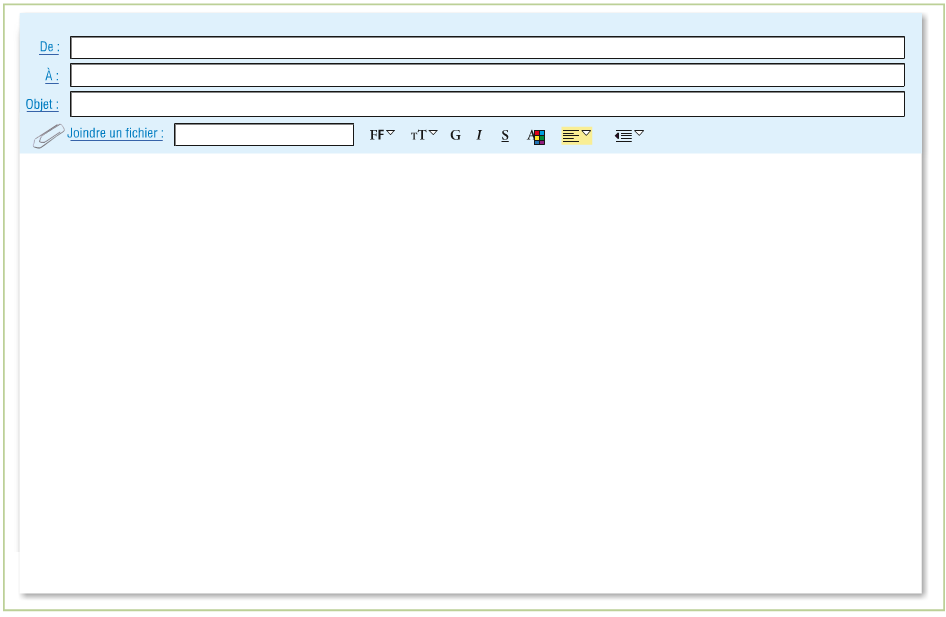 De :
À :
Objet :
Joindre un fichier : FF TT G I S A